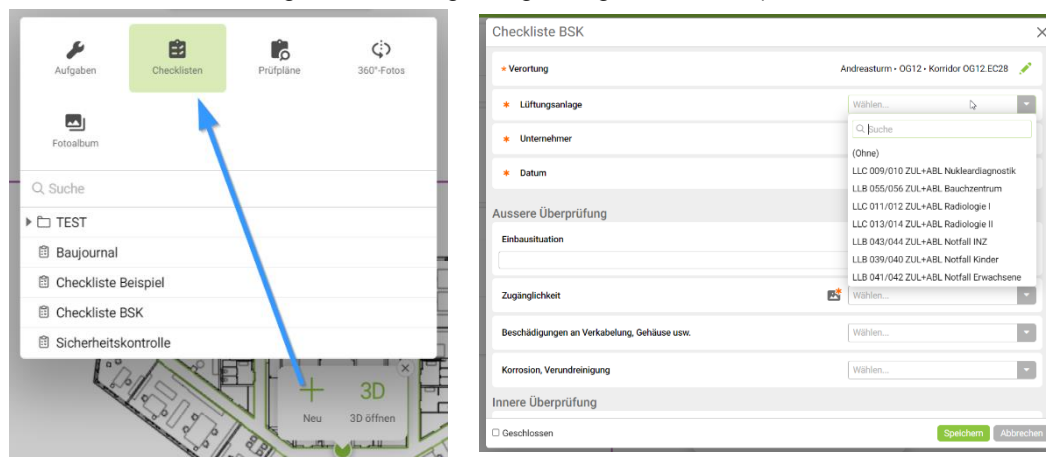 Aufgaben
Checklisten
Prüfpläne
360°-Fotos
Fotoalbum
Suche
TEST
Baujournal
Checkliste Beispiel
Checkliste BSK
Sicherheitskontrolle
Neu
3D
3D öffnen
Checkliste BSK
* Verortung Andreasturm • OG12 • Korridor OG12.EC28
* Lüftungsanlage Wählen...
Suche
* Unternehmer
(Ohne)
LLC 009/010 ZUL+ABL Nukleardiagnostik
* Datum
LLB 055/056 ZUL+ABL Bauchzentrum
LLC 011/012 ZUL+ABL Radiologie I
Aussere Überprüfung
LLC 013/014 ZUL+ABL Radiologie II
Einbausituation
LLB 043/044 ZUL+ABL Notfall INZ
LLB 039/040 ZUL+ABL Notfall Kinder
LLB 041/042 ZUL+ABL Notfall Erwachsene
Zugänglichkeit Wählen...
Beschädigungen an Verkabelung, Gehäuse usw. Wählen...
Korrosion, Verundreinigung Wählen...
Innere Überprüfung
Geschlossen Speichern Abbrechen